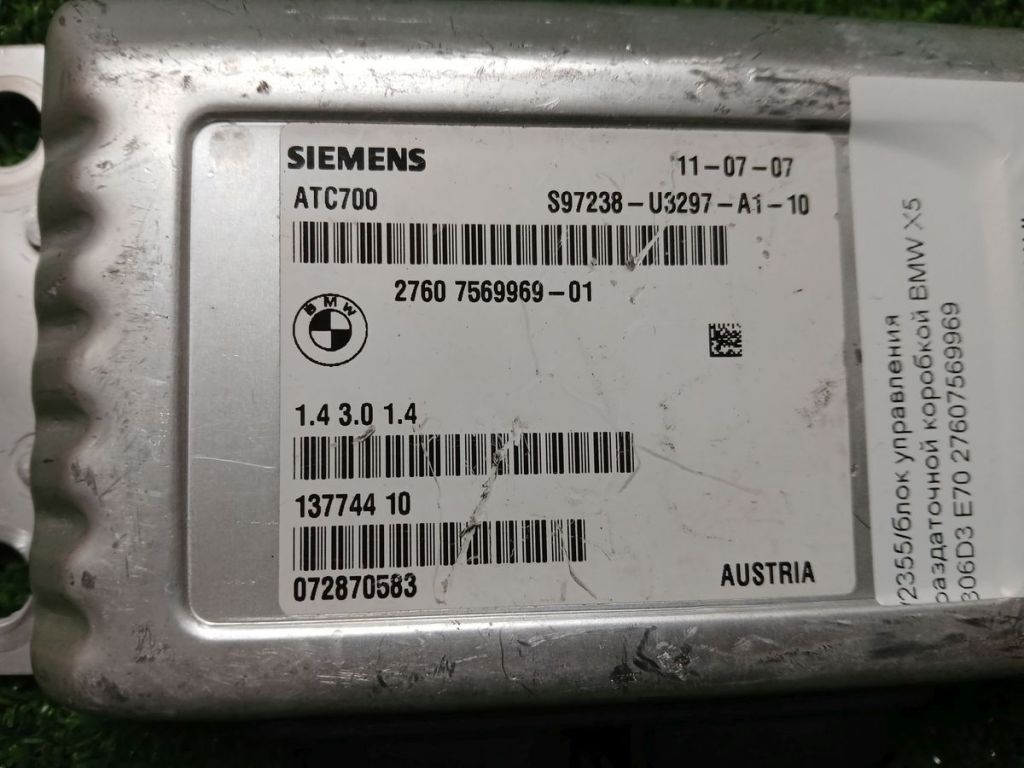 SIEMENS
11-07-07
ATC700
S97238-U3297-A1-10
2760 7569969-01
BMW
1.4 3.0 1.4
137744 10
072870583
AUSTRIA
2355/блок управления
раздаточной коробкой BMW X5
306D3 E70 27607569969